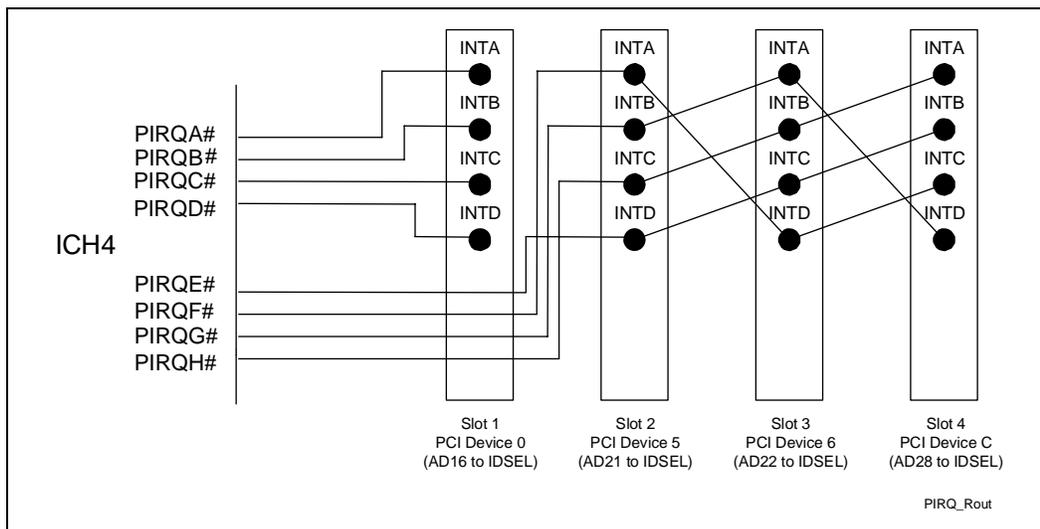 INTA
INTB
INTC
INTD
INTA
INTB
INTC
INTD
INTA
INTB
INTC
INTD
INTA
INTB
INTC
INTD
PIRQA#
PIRQB#
PIRQC#
PIRQD#
ICH4
PIRQE#
PIRQF#
PIRQG#
PIRQH#
Slot 1
PCI Device 0
(AD16 to IDSEL)
Slot 2
PCI Device 5
(AD21 to IDSEL)
Slot 3
PCI Device 6
(AD22 to IDSEL)
Slot 4
PCI Device C
(AD28 to IDSEL)
PIRQ_Rout